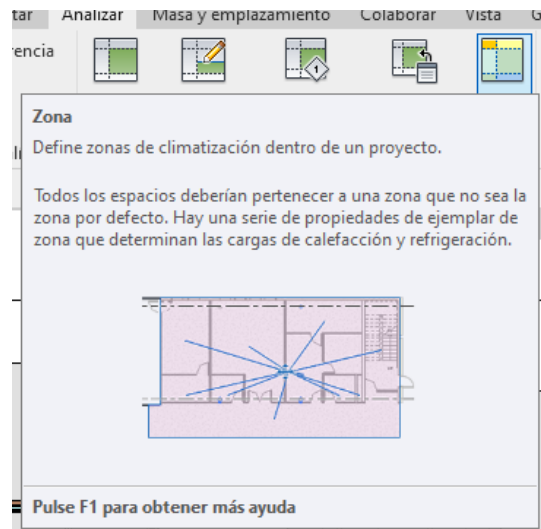 Analizar Masa y emplazamiento Colaborar Vista
Zona
Define zonas de climatización dentro de un proyecto.
Todos los espacios deberían pertenecer a una zona que no sea la
zona por defecto. Hay una serie de propiedades de ejemplar de
zona que determinan las cargas de calefacción y refrigeración.
Pulse F1 para obtener más ayuda